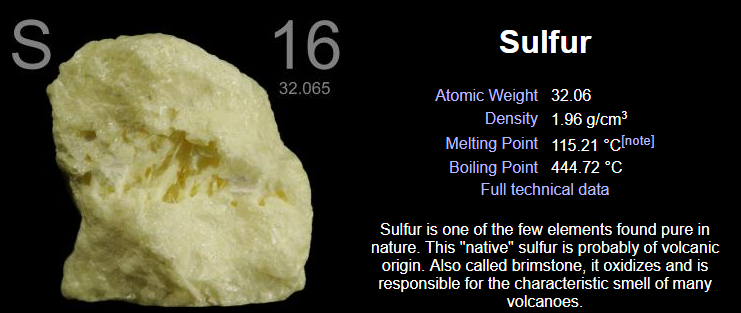 S
16
32.065
Sulfur
Atomic Weight 32.06
Density 1.96 g/cm³
Melting Point 115.21 °C[note]
Boiling Point 444.72 °C
Full technical data
Sulfur is one of the few elements found pure in
nature. This "native" sulfur is probably of volcanic
origin. Also called brimstone, it oxidizes and is
responsible for the characteristic smell of many
volcanoes.